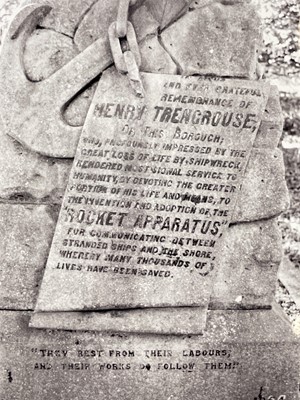 AND STAR GRATEFUL
REMEMBRANCE OF
HENRY TRENGROUSE,
OF THIS BOROUGH;
WHO, PROFOUNDLY IMPRESSED BY THE
GREAT LOSS OF LIFE BY SHIPWRECK,
RENDERED MOST SIGNAL SERVICE TO
HUMANITY, BY DEVOTING THE GREATER
PORTION OF HIS LIFE AND MEANS, TO
THE INVENTION AND ADOPTION OF THE
"ROCKET APPARATUS,"
FOR COMMUNICATING BETWEEN
STRANDED SHIPS AND THE SHORE,
WHEREBY MANY THOUSANDS OF
LIVES HAVE BEEN SAVED.
"THEY REST FROM THEIR LABOURS,
AND THEIR WORKS DO FOLLOW THEM."